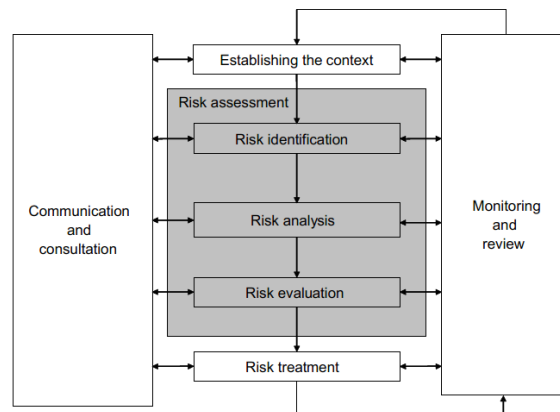 Establishing the context
Risk assessment
Risk identification
Communication
and
consultation
Risk analysis
Monitoring
and
review
Risk evaluation
Risk treatment